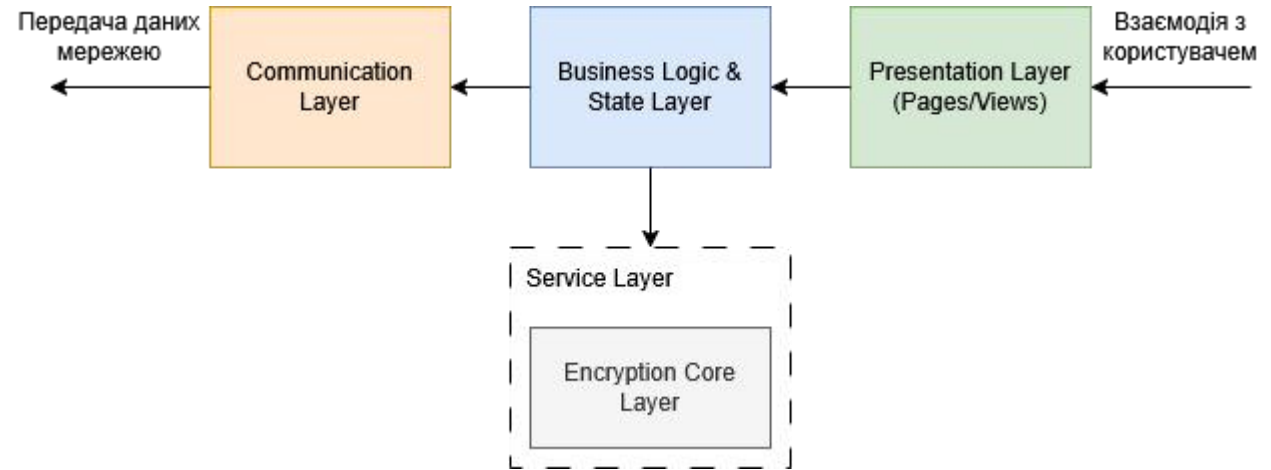 Передача даних
мережею
Communication
Layer
Business Logic &
State Layer
Presentation Layer
(Pages/Views)
Взаємодія з
користувачем
Service Layer
Encryption Core
Layer